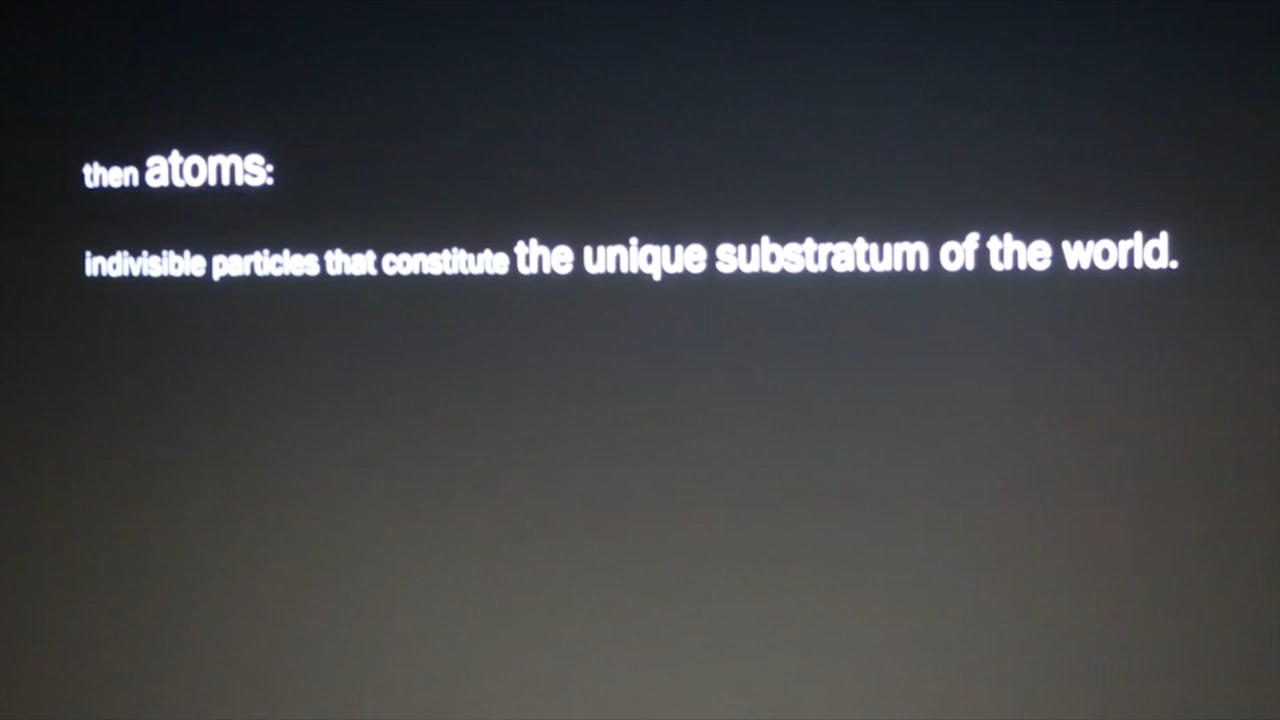 then atoms:
indivisible particles that constitute the unique substratum of the world.